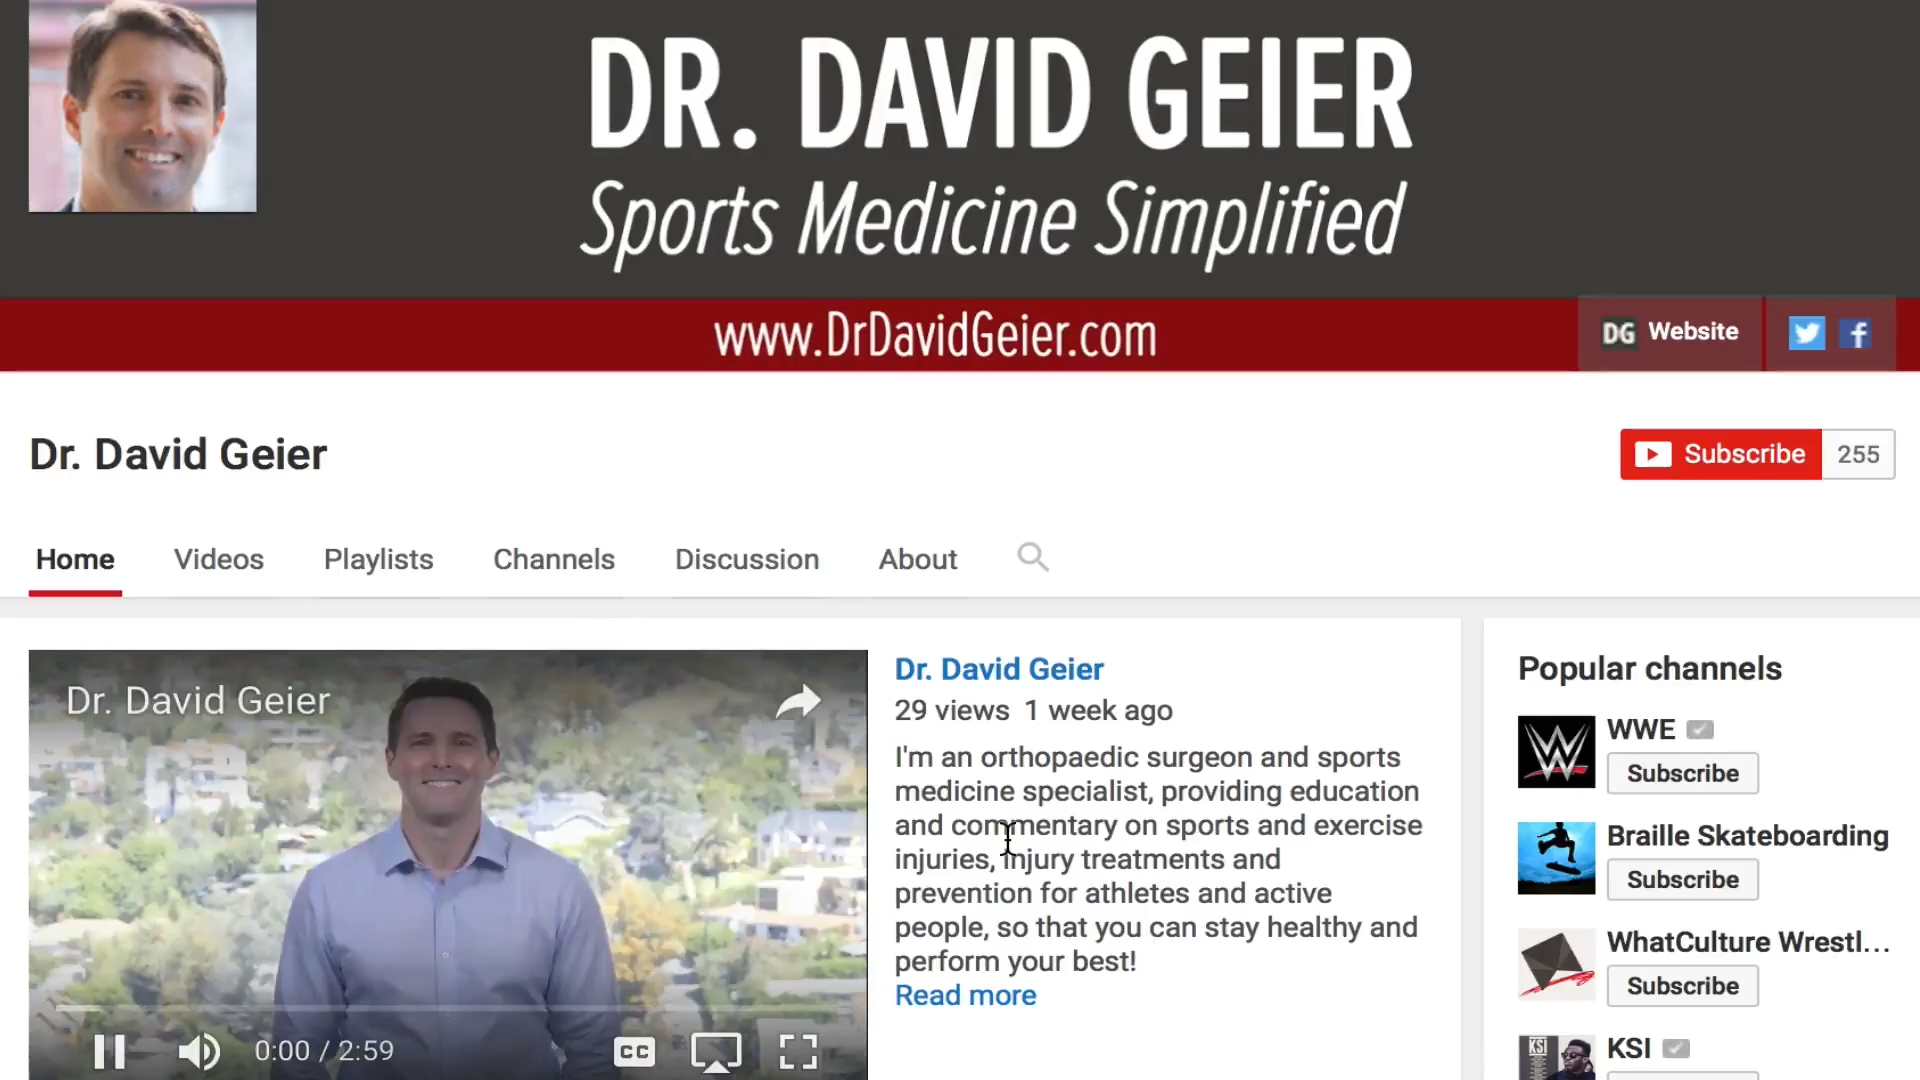 DR. DAVID GEIER
Sports Medicine Simplified
www.DrDavidGeier.com
DG Website
Dr. David Geier
Subscribe 255
Home Videos Playlists Channels Discussion About
Dr. David Geier
0:00 / 2:59
CC
Dr. David Geier
29 views 1 week ago
I'm an orthopaedic surgeon and sports
medicine specialist, providing education
and commentary on sports and exercise
injuries, injury treatments and
prevention for athletes and active
people, so that you can stay healthy and
perform your best!
Read more
Popular channels
WWE
Subscribe
Braille Skateboarding
Subscribe
WhatCulture Wrestl...
Subscribe
KSI
KSI